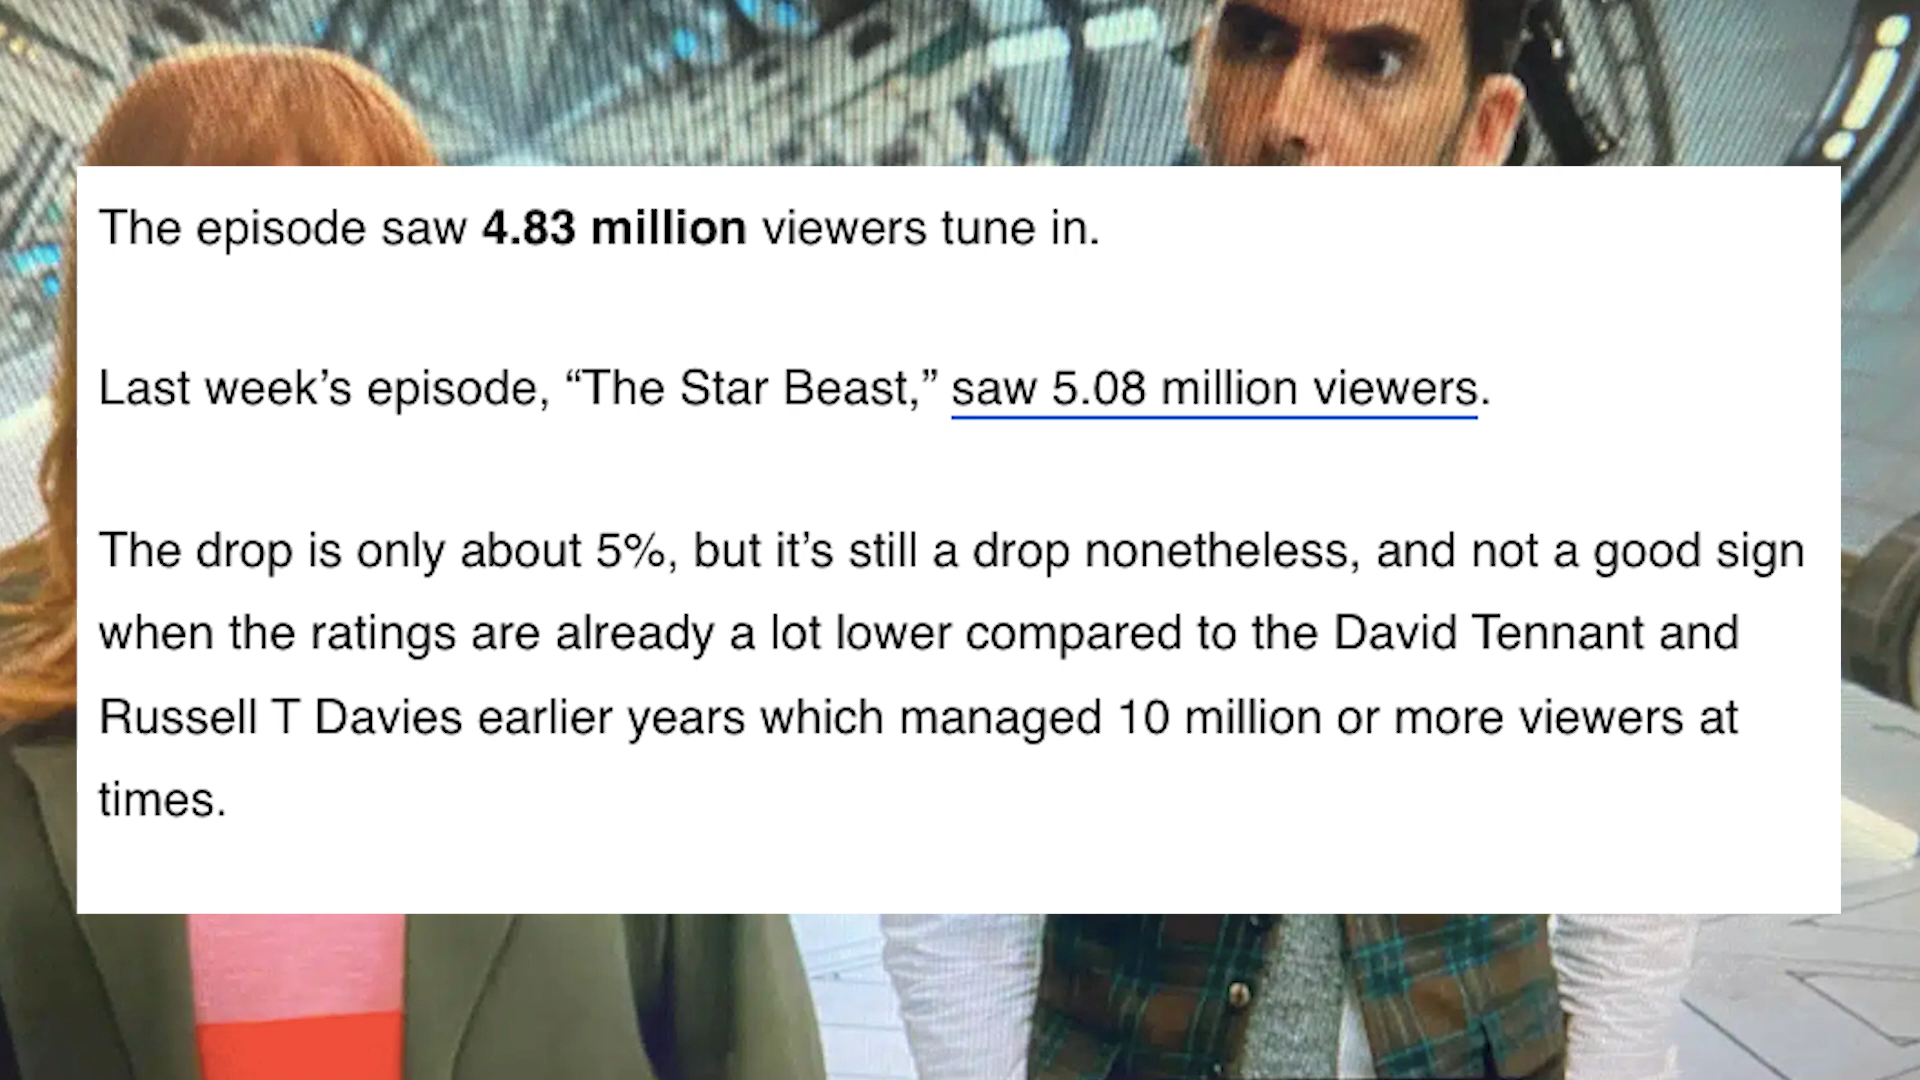 The episode saw 4.83 million viewers tune in.
Last week’s episode, “The Star Beast,” saw 5.08 million viewers.
The drop is only about 5%, but it’s still a drop nonetheless, and not a good sign
when the ratings are already a lot lower compared to the David Tennant and
Russell T Davies earlier years which managed 10 million or more viewers at
times.